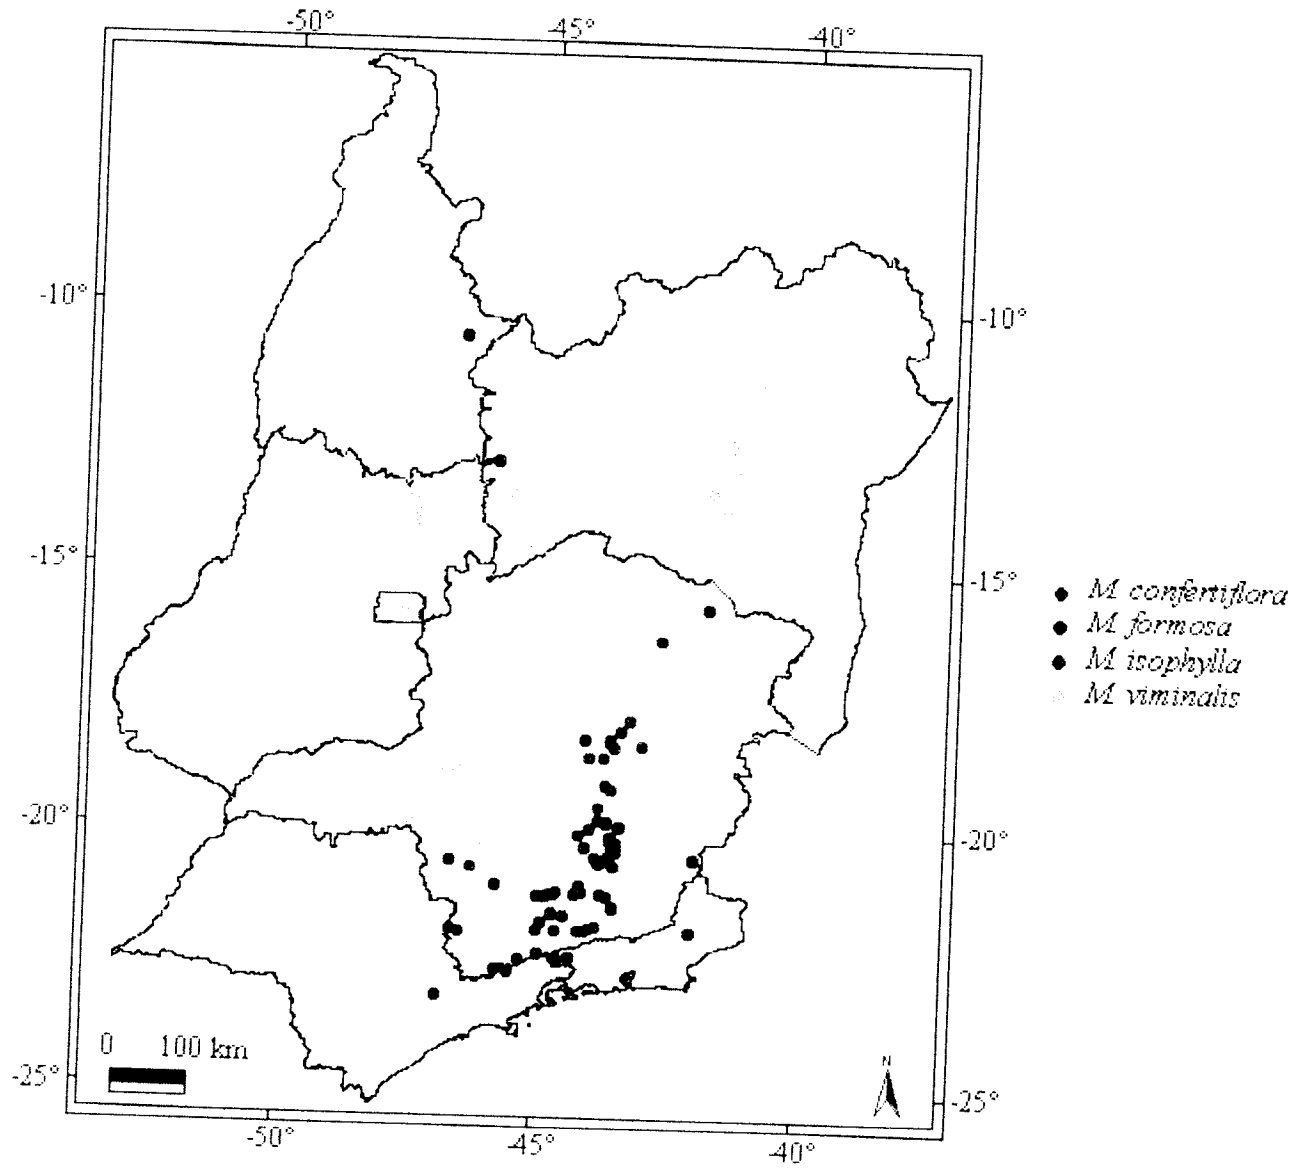 -50° -45° -40°
-10° -10°
-15° -15°
M. confertiflora
M. formosa
M. isophylla
M. viminalis
-20° -20°
0 100 km
N
-25° -25°
-50° -45° -40°